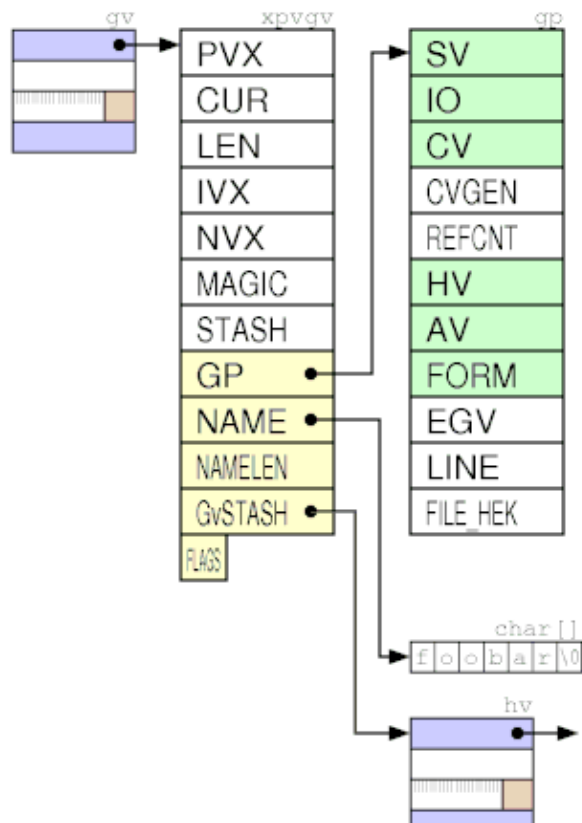 gv
xpvgv
gp
PVX
CUR
LEN
IVX
NVX
MAGIC
STASH
GP
NAME
NAMELEN
GvSTASH
FLAGS
SV
IO
CV
CVGEN
REFCNT
HV
AV
FORM
EGV
LINE
FILE_HEK
char []
f o o b a r \0
hv